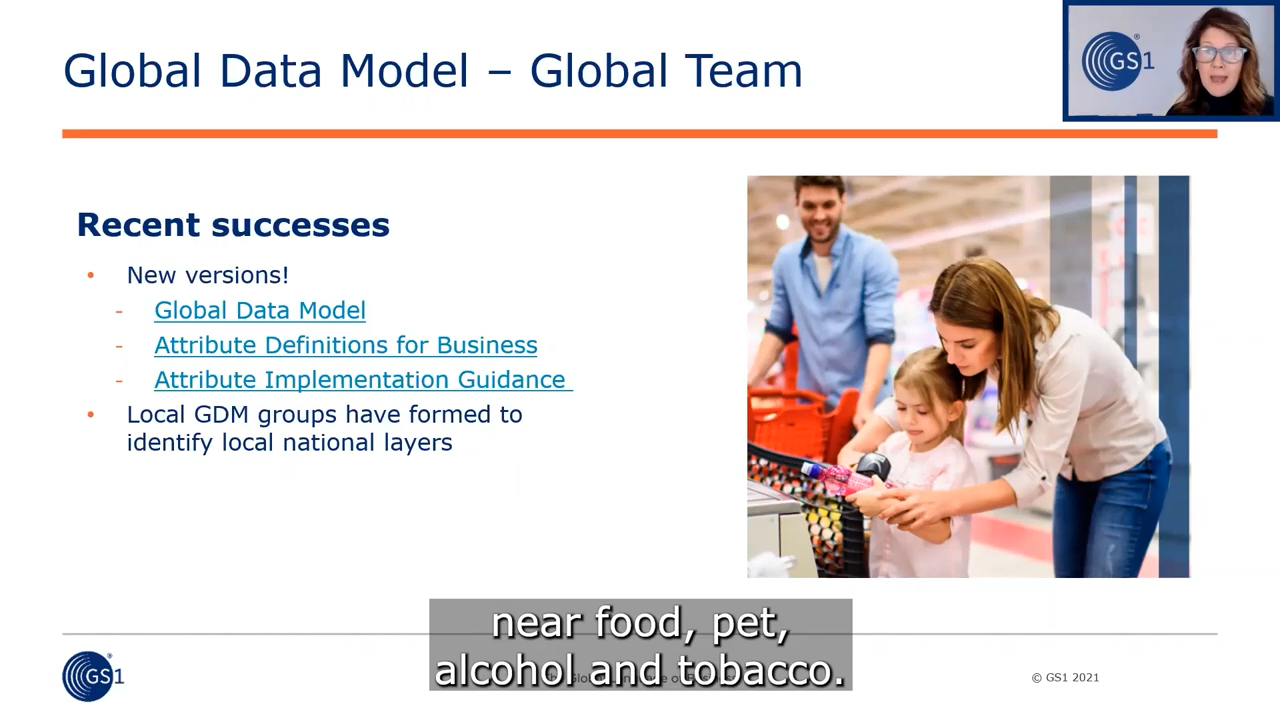 Global Data Model – Global Team
GS1
Recent successes
• New versions!
- Global Data Model
- Attribute Definitions for Business
- Attribute Implementation Guidance
• Local GDM groups have formed to
identify local national layers
near food, pet,
alcohol and tobacco.
GS1
© GS1 2021